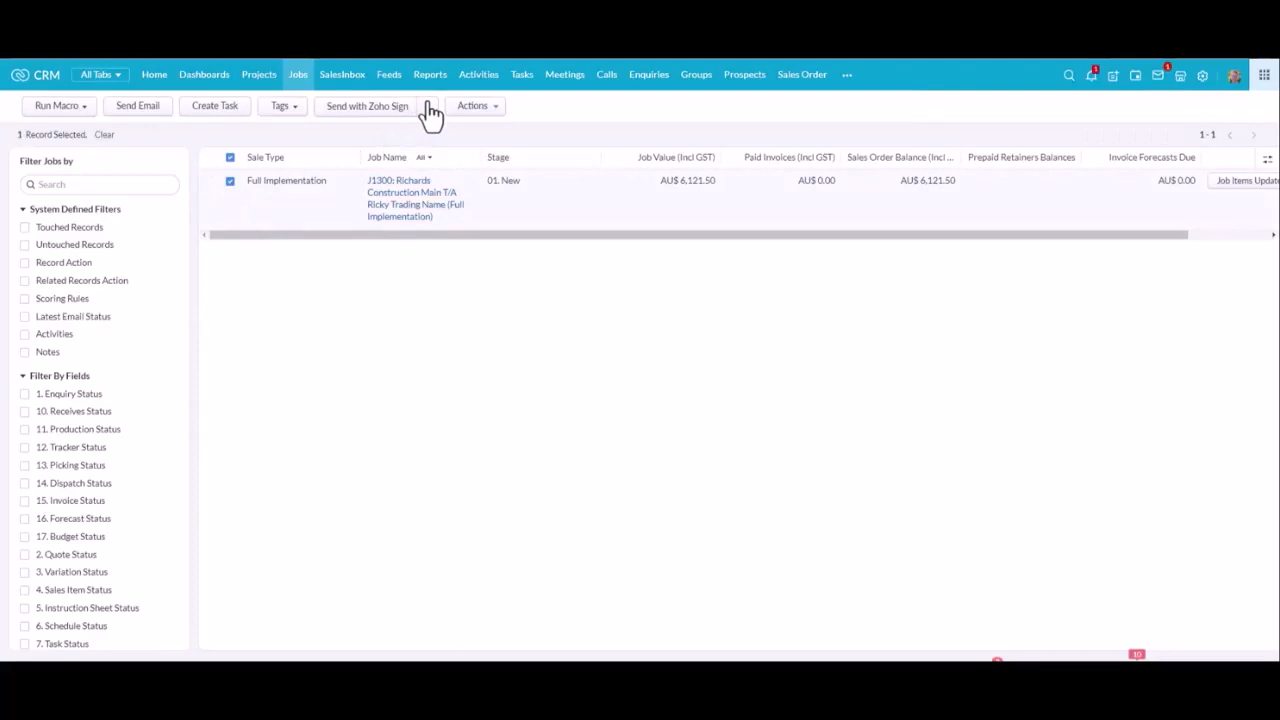 CRM All Tabs Home Dashboards Projects Jobs SalesInbox Feeds Reports Activities Tasks Meetings Calls Enquiries Groups Prospects Sales Order ••• 1 1
Run Macro Send Email Create Task Tags Send with Zoho Sign Actions
1 Record Selected. Clear 1 - 1
Filter Jobs by
Search
System Defined Filters
Touched Records
Untouched Records
Record Action
Related Records Action
Scoring Rules
Latest Email Status
Activities
Notes
Filter By Fields
1. Enquiry Status
10. Receives Status
11. Production Status
12. Tracker Status
13. Picking Status
14. Dispatch Status
15. Invoice Status
16. Forecast Status
17. Budget Status
2. Quote Status
3. Variation Status
4. Sales Item Status
5. Instruction Sheet Status
6. Schedule Status
7. Task Status
Sale Type Job Name All Stage Job Value (Incl GST) Paid Invoices (Incl GST) Sales Order Balance (Incl ... Prepaid Retainers Balances Invoice Forecasts Due
Full Implementation J1300: Richards 01. New AU$ 6,121.50 AU$ 0.00 AU$ 6,121.50 AU$ 0.00 Job Items Update
Construction Main T/A
Ricky Trading Name (Full
Implementation)
10